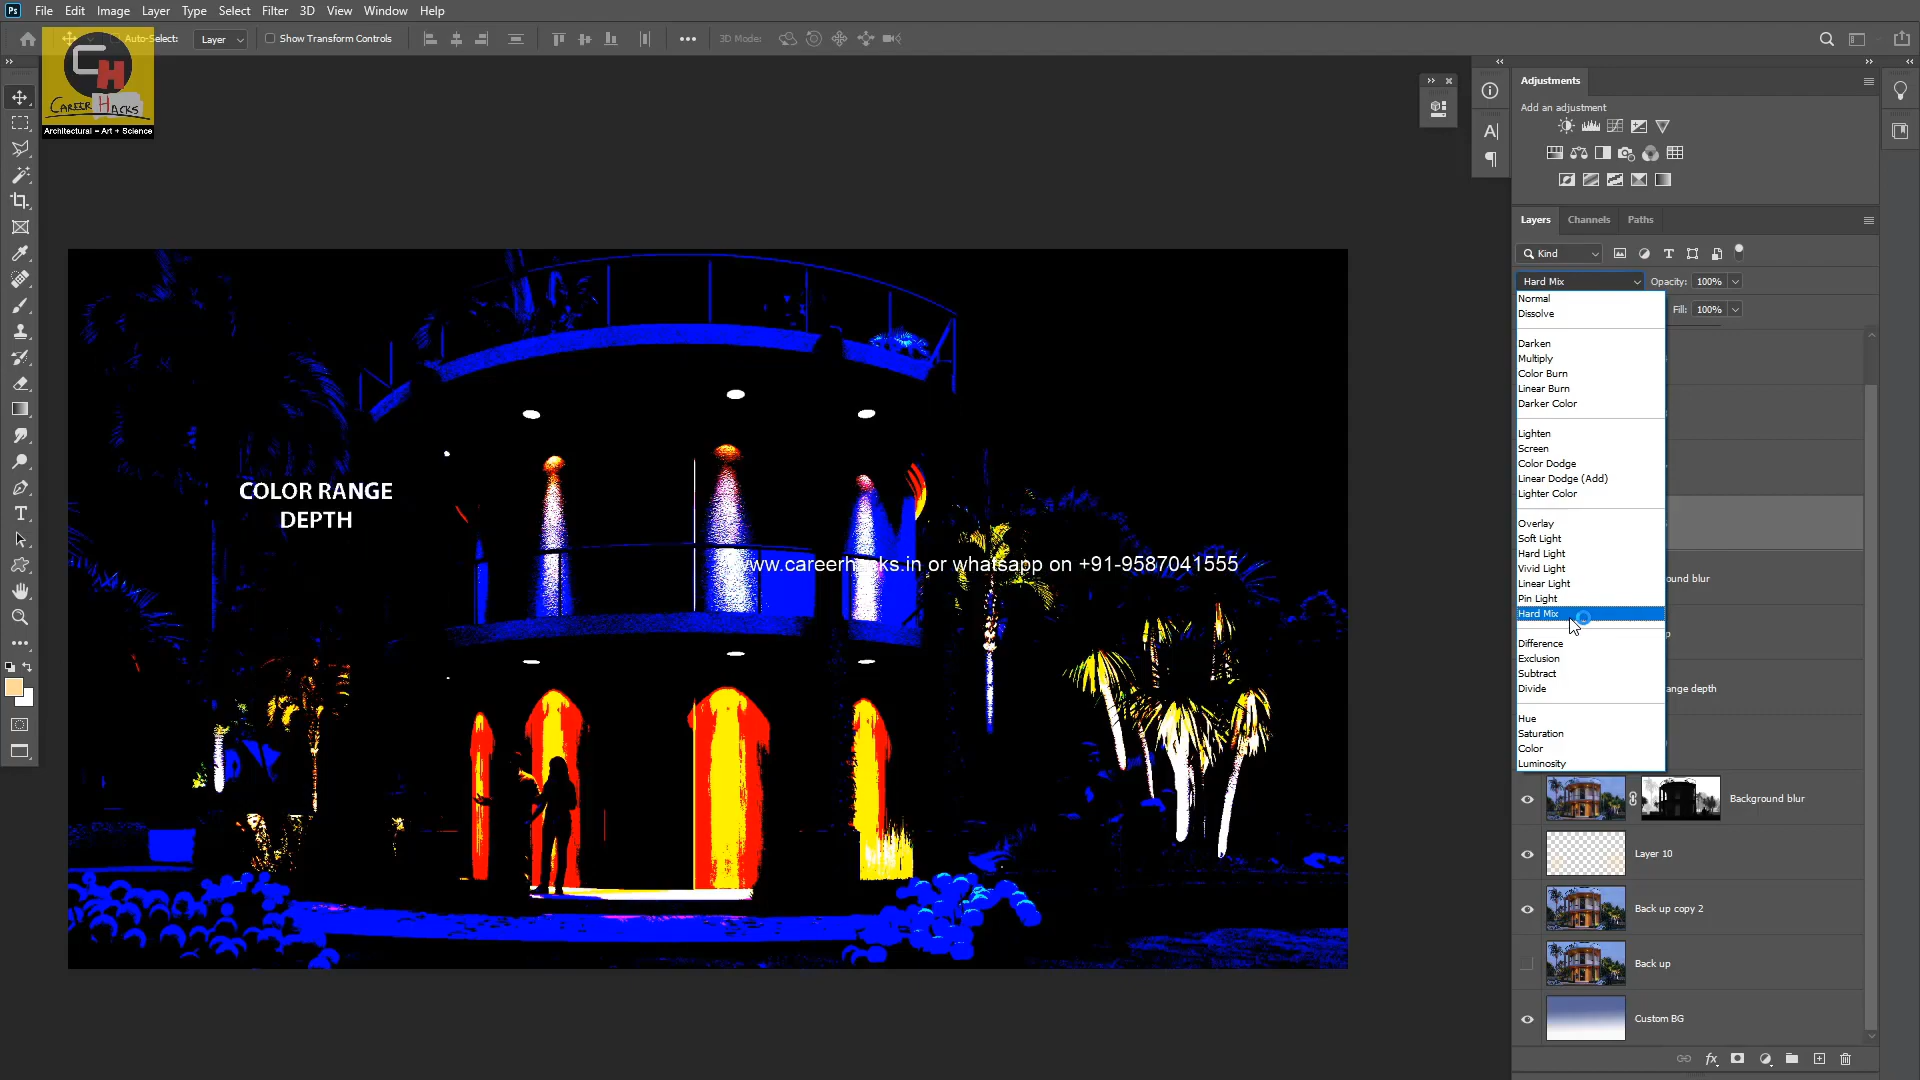 Ps File Edit Image Layer Type Select Filter 3D View Window Help
Auto-Select: Layer Show Transform Controls 3D Mode:
CH
CAREER HACKS
Architectural = Art + Science
COLOR RANGE
DEPTH
www.careerhacks.in or whatsapp on +91-9587041555
Adjustments
Add an adjustment
Layers Channels Paths
Kind
Hard Mix Opacity: 100%
Fill: 100%
Normal
Dissolve
Darken
Multiply
Color Burn
Linear Burn
Darker Color
Lighten
Screen
Color Dodge
Linear Dodge (Add)
Lighter Color
Overlay
Soft Light
Hard Light
Vivid Light
Linear Light
Pin Light
Hard Mix
Difference
Exclusion
Subtract
Divide
Hue
Saturation
Color
Luminosity
ound blur
ange depth
Background blur
Layer 10
Back up copy 2
Back up
Custom BG